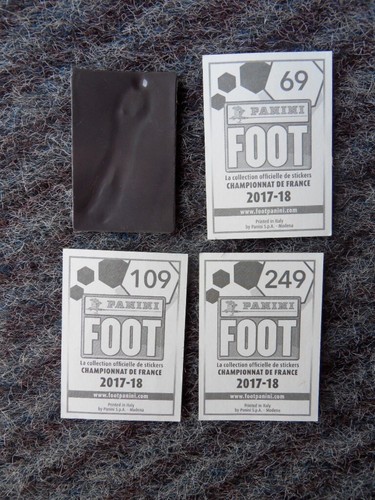 69
PANINI
FOOT
La collection officielle de stickers
CHAMPIONNAT DE FRANCE
2017-18
www.footpanini.com
Printed in Italy
by Panini S.p.A. - Modena
109
PANINI
FOOT
La collection officielle de stickers
CHAMPIONNAT DE FRANCE
2017-18
www.footpanini.com
Printed in Italy
by Panini S.p.A. - Modena
249
PANINI
FOOT
La collection officielle de stickers
CHAMPIONNAT DE FRANCE
2017-18
www.footpanini.com
Printed in Italy
by Panini S.p.A. - Modena